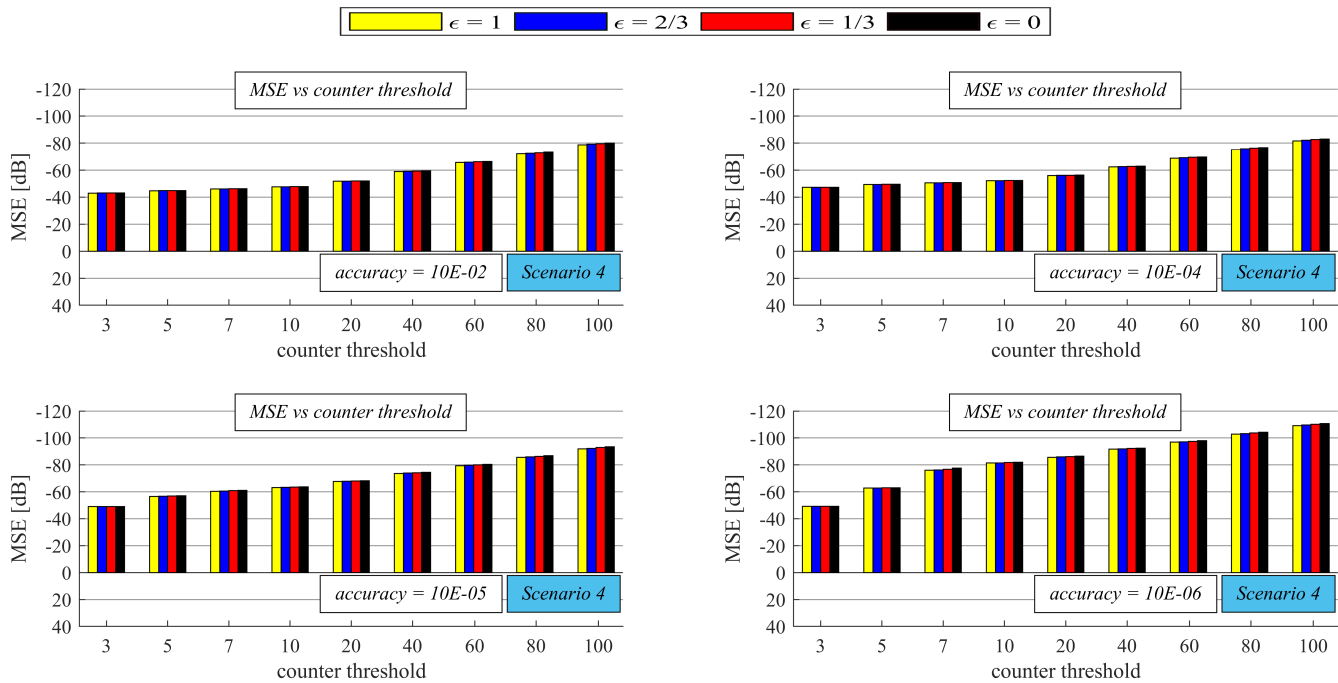 ϵ = 1 ϵ = 2/3 ϵ = 1/3 ϵ = 0
MSE vs counter threshold
-120
-100
-80
-60
-40
-20
0
20
40
MSE [dB]
accuracy = 10E-02 Scenario 4
3 5 7 10 20 40 60 80 100
counter threshold
MSE vs counter threshold
-120
-100
-80
-60
-40
-20
0
20
40
MSE [dB]
accuracy = 10E-04 Scenario 4
3 5 7 10 20 40 60 80 100
counter threshold
MSE vs counter threshold
-120
-100
-80
-60
-40
-20
0
20
40
MSE [dB]
accuracy = 10E-05 Scenario 4
3 5 7 10 20 40 60 80 100
counter threshold
MSE vs counter threshold
-120
-100
-80
-60
-40
-20
0
20
40
MSE [dB]
accuracy = 10E-06 Scenario 4
3 5 7 10 20 40 60 80 100
counter threshold